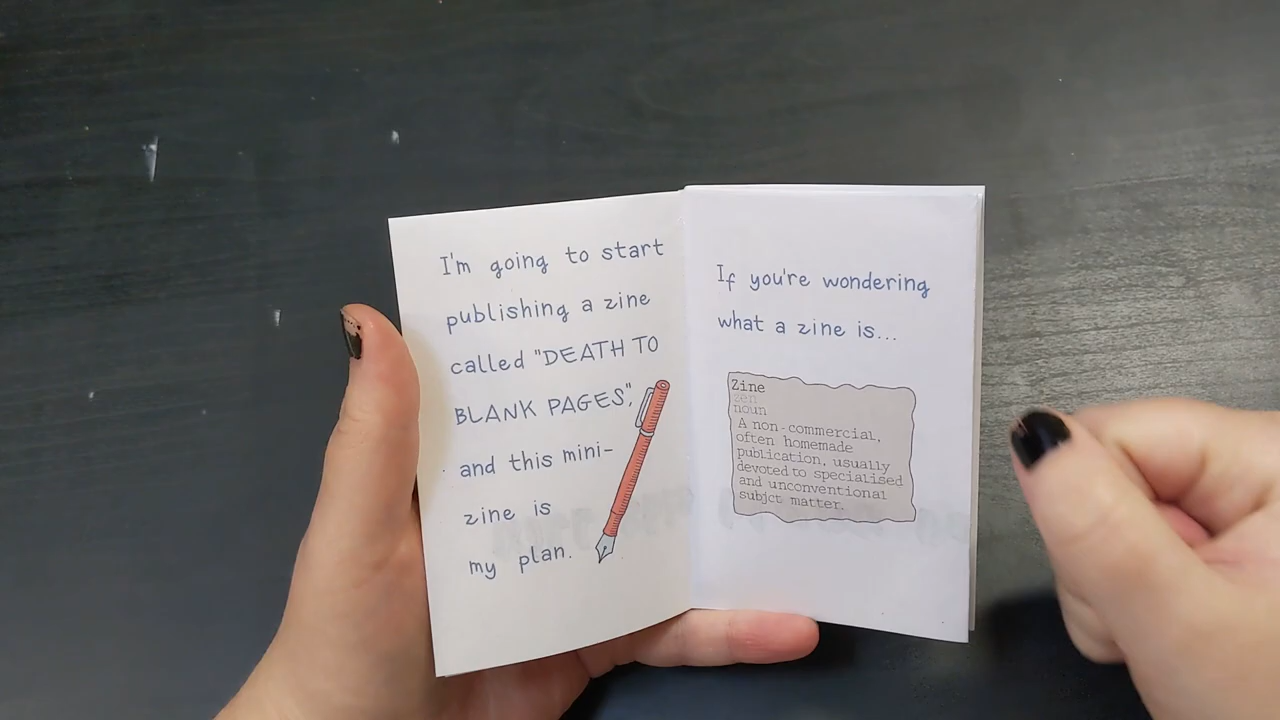 I'm going to start
publishing a zine
called "DEATH TO
BLANK PAGES",
and this mini-
zine is
my plan.
If you're wondering
what a zine is...
Zine
zen
noun
A non-commercial,
often homemade
publication, usually
devoted to specialised
and unconventional
subjct matter.